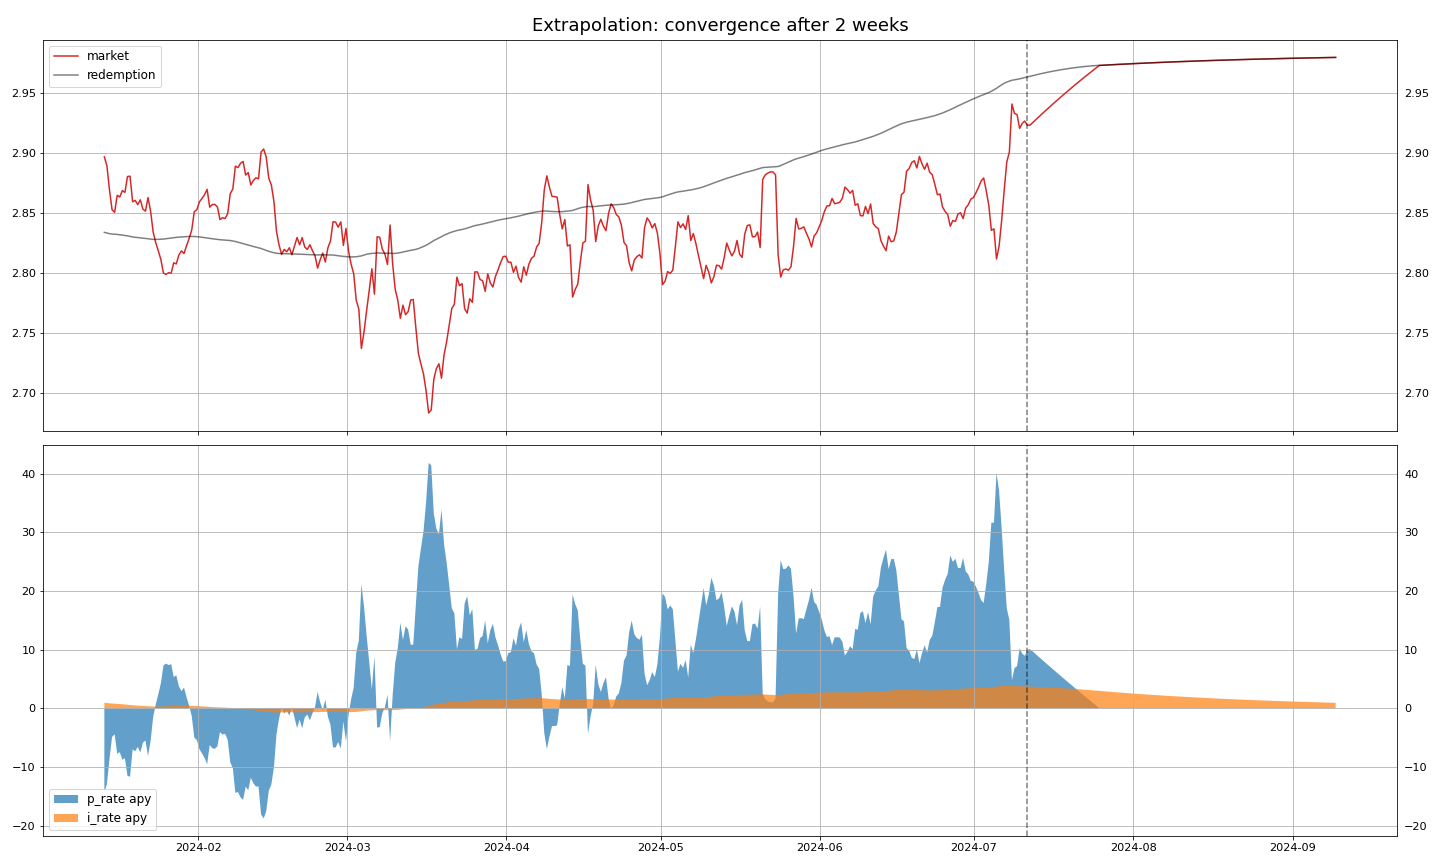 Extrapolation: convergence after 2 weeks
market
redemption
2.95 2.95
2.90 2.90
2.85 2.85
2.80 2.80
2.75 2.75
2.70 2.70
40 40
30 30
20 20
10 10
0 0
−10 −10
−20 −20
p_rate apy
i_rate apy
2024-02 2024-03 2024-04 2024-05 2024-06 2024-07 2024-08 2024-09